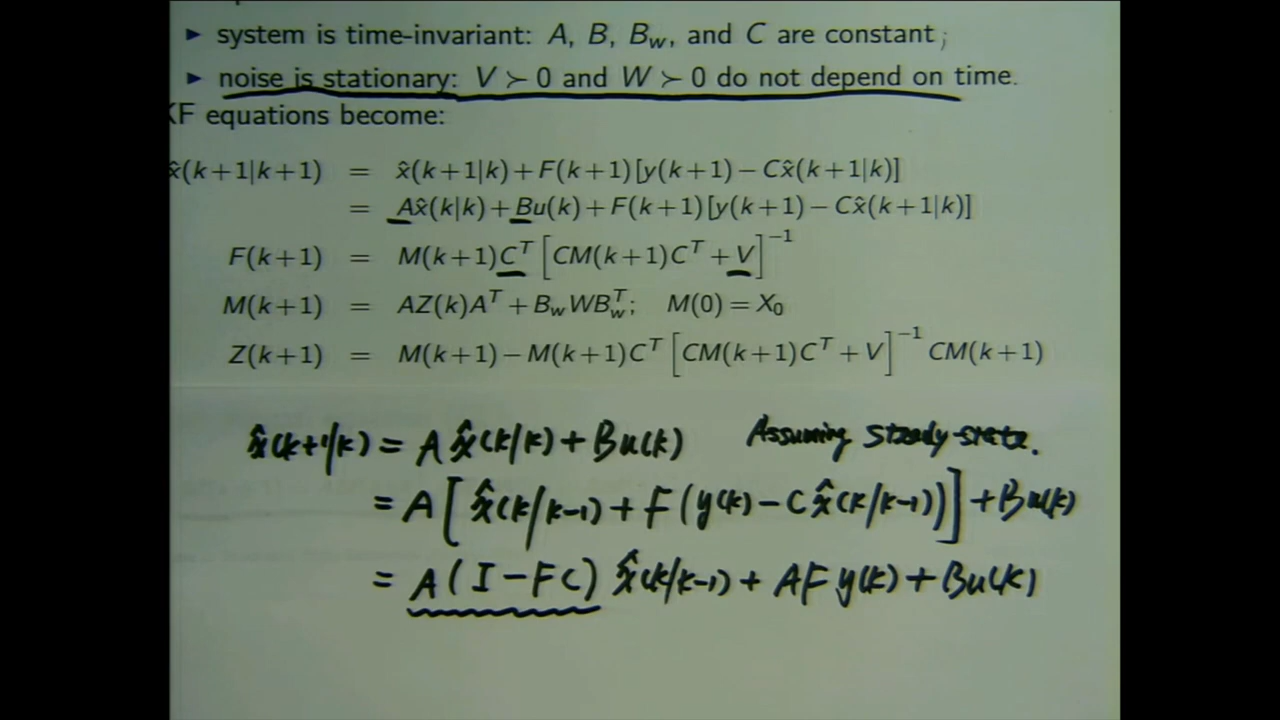 ▶ system is time-invariant: A, B, B_w, and C are constant;
▶ noise is stationary: V ≻ 0 and W ≻ 0 do not depend on time.
KF equations become:
x̂(k+1|k+1) = x̂(k+1|k) + F(k+1)[y(k+1) − Cx̂(k+1|k)]
= Ax̂(k|k) + Bu(k) + F(k+1)[y(k+1) − Cx̂(k+1|k)]
F(k+1) = M(k+1)C^T [CM(k+1)C^T + V]^−1
M(k+1) = AZ(k)A^T + B_w W B_w^T; M(0) = X_0
Z(k+1) = M(k+1) − M(k+1)C^T [CM(k+1)C^T + V]^−1 CM(k+1)
x̂(k+1|k) = A x̂(k|k) + Bu(k) Assuming steady-state.
= A[x̂(k|k−1) + F(y(k) − C x̂(k|k−1))] + Bu(k)
= A(I − FC) x̂(k|k−1) + AF y(k) + Bu(k)